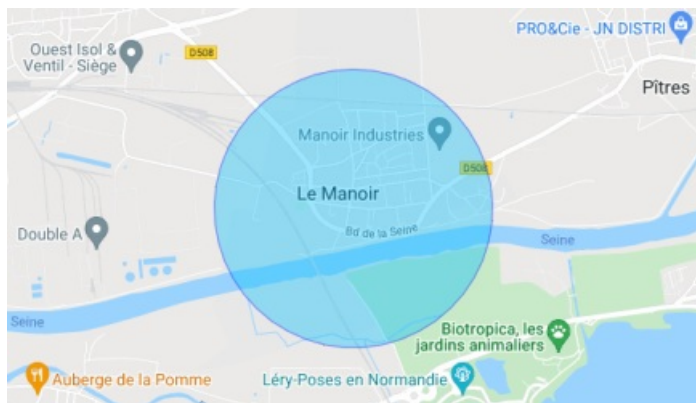 PRO&Cie - JN DISTRI
Ouest Isol &
Ventil - Siège
D508
Pîtres
Manoir Industries
D508
Le Manoir
Bd de la Seine
Double A
Seine
Seine
Biotropica, les
jardins animaliers
Auberge de la Pomme
Léry-Poses en Normandie